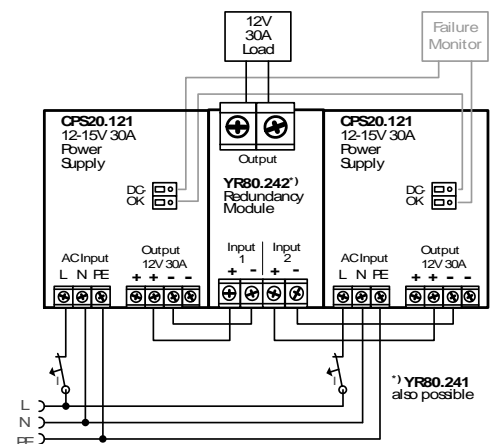 12V
30A
Load
Failure
Monitor
CPS20.121
12-15V 30A
Power
Supply
DC-
OK
AC Input
L N PE
Output
12V 30A
+ + - -
Output
YR80.242*)
Redundancy
Module
Input
1
Input
2
+ - + -
CPS20.121
12-15V 30A
Power
Supply
DC-
OK
AC Input
L N PE
Output
12V 30A
+ + - -
I
I
*) YR80.241
also possible
L
N
PE